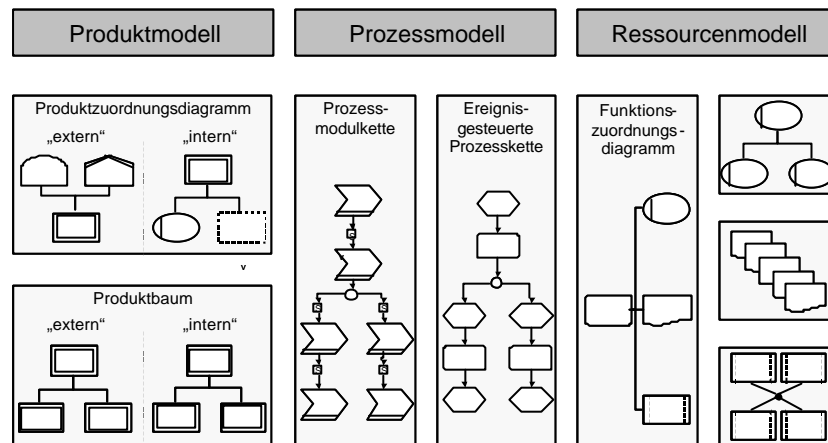 Produktmodell
Prozessmodell
Ressourcenmodell
Produktzuordnungsdiagramm
„extern“ „intern“
v
Produktbaum
„extern“ „intern“
Prozess-
modulkette
S
S
S
S
S
Ereignis-
gesteuerte
Prozesskette
Funktions-
zuordnungs-
diagramm